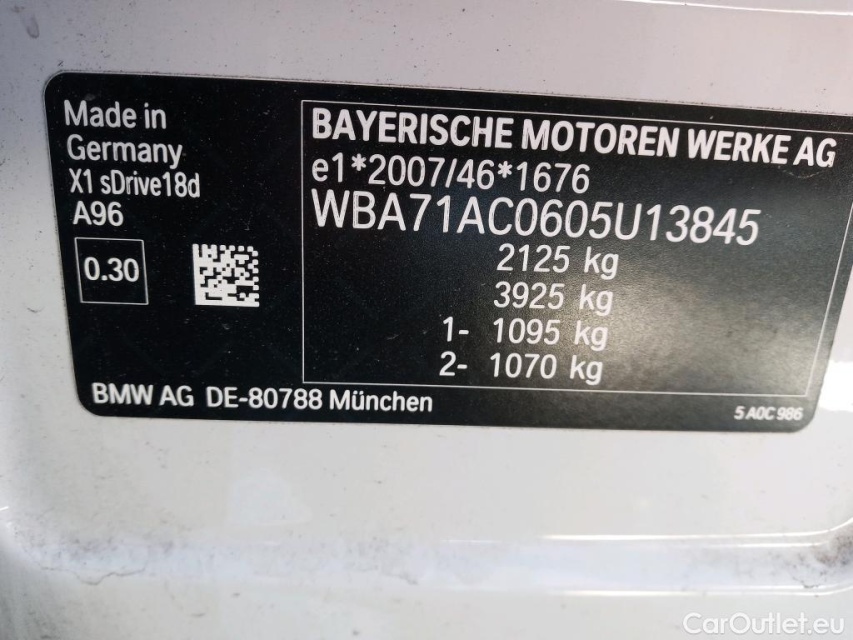 Made in
Germany
X1 sDrive18d
A96
0.30
BAYERISCHE MOTOREN WERKE AG
e1*2007/46*1676
WBA71AC0605U13845
2125 kg
3925 kg
1- 1095 kg
2- 1070 kg
BMW AG DE-80788 München
5 A0C 986
CarOutlet.eu